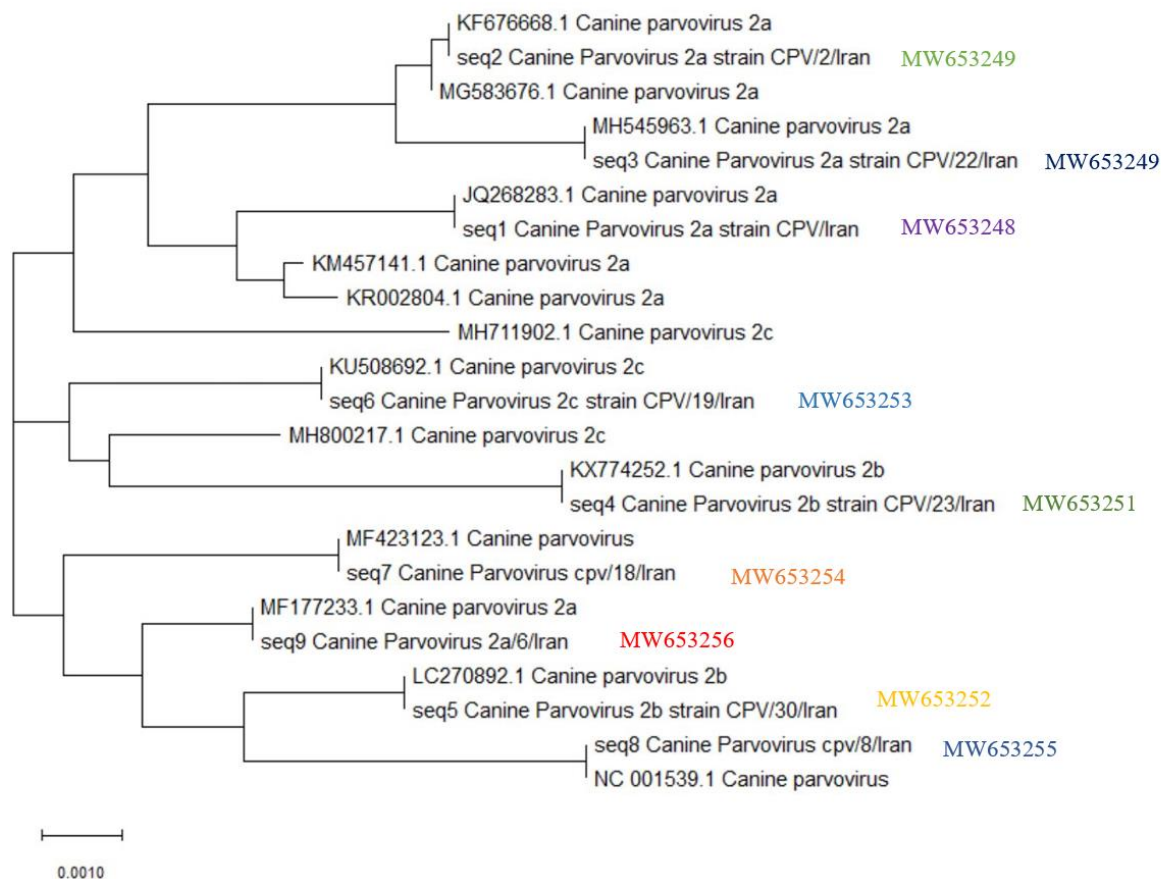 KF676668.1 Canine parvovirus 2a
seq2 Canine Parvovirus 2a strain CPV/2/Iran MW653249
MG583676.1 Canine parvovirus 2a
MH545963.1 Canine parvovirus 2a
seq3 Canine Parvovirus 2a strain CPV/22/Iran MW653249
JQ268283.1 Canine parvovirus 2a
seq1 Canine Parvovirus 2a strain CPV/Iran MW653248
KM457141.1 Canine parvovirus 2a
KR002804.1 Canine parvovirus 2a
MH711902.1 Canine parvovirus 2c
KU508692.1 Canine parvovirus 2c
seq6 Canine Parvovirus 2c strain CPV/19/Iran MW653253
MH800217.1 Canine parvovirus 2c
KX774252.1 Canine parvovirus 2b
seq4 Canine Parvovirus 2b strain CPV/23/Iran MW653251
MF423123.1 Canine parvovirus
seq7 Canine Parvovirus cpv/18/Iran MW653254
MF177233.1 Canine parvovirus 2a
seq9 Canine Parvovirus 2a/6/Iran MW653256
LC270892.1 Canine parvovirus 2b
seq5 Canine Parvovirus 2b strain CPV/30/Iran MW653252
seq8 Canine Parvovirus cpv/8/Iran MW653255
NC 001539.1 Canine parvovirus
0.0010